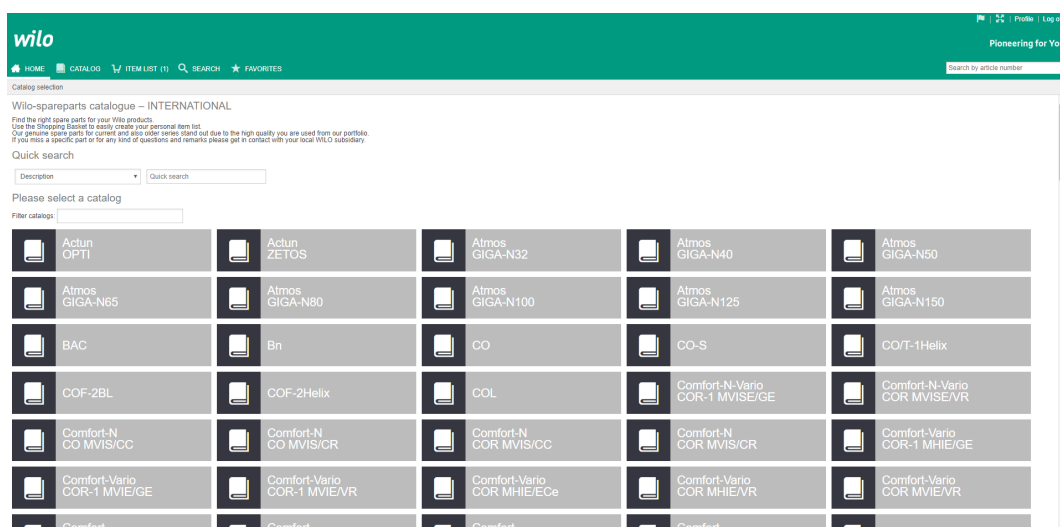 | | Profile | Log o
wilo
Pioneering for Yo
HOME CATALOG ITEM LIST (1) SEARCH FAVORITES
Search by article number
Catalog selection
Wilo-spareparts catalogue – INTERNATIONAL
Find the right spare parts for your Wilo products.
Use the Shopping Basket to easily create your personal item list.
Our genuine spare parts for current and also older series stand out due to the high quality you are used from our portfolio.
If you miss a specific part or for any kind of questions and remarks please get in contact with your local WILO subsidiary.
Quick search
Description Quick search
Please select a catalog
Filter catalogs:
Actun
OPTI
Actun
ZETOS
Atmos
GIGA-N32
Atmos
GIGA-N40
Atmos
GIGA-N50
Atmos
GIGA-N65
Atmos
GIGA-N80
Atmos
GIGA-N100
Atmos
GIGA-N125
Atmos
GIGA-N150
BAC
Bn
CO
CO-S
CO/T-1Helix
COF-2BL
COF-2Helix
COL
Comfort-N-Vario
COR-1 MVISE/GE
Comfort-N-Vario
COR MVISE/VR
Comfort-N
CO MVIS/CC
Comfort-N
CO MVIS/CR
Comfort-N
COR MVIS/CC
Comfort-N
COR MVIS/CR
Comfort-Vario
COR-1 MHIE/GE
Comfort-Vario
COR-1 MVIE/GE
Comfort-Vario
COR-1 MVIE/VR
Comfort-Vario
COR MHIE/ECe
Comfort-Vario
COR MHIE/VR
Comfort-Vario
COR MVIE/VR
Comfort
Comfort
Comfort
Comfort